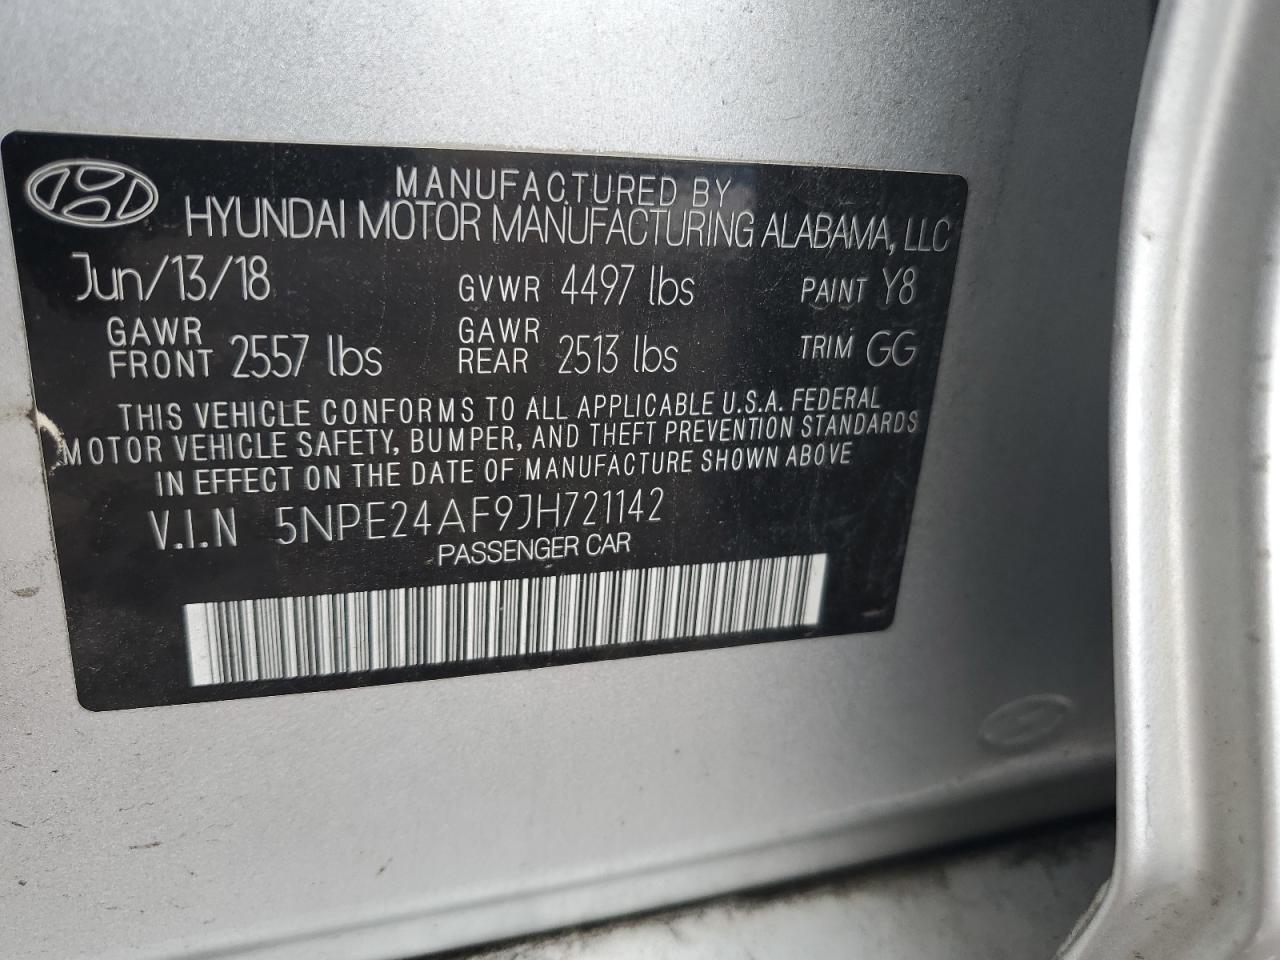 MANUFACTURED BY
HYUNDAI MOTOR MANUFACTURING ALABAMA, LLC
Jun/13/18 GVWR 4497 lbs PAINT Y8
GAWR FRONT 2557 lbs GAWR REAR 2513 lbs TRIM GG
THIS VEHICLE CONFORMS TO ALL APPLICABLE U.S.A. FEDERAL
MOTOR VEHICLE SAFETY, BUMPER, AND THEFT PREVENTION STANDARDS
IN EFFECT ON THE DATE OF MANUFACTURE SHOWN ABOVE
V.I.N 5NPE24AF9JH721142
PASSENGER CAR